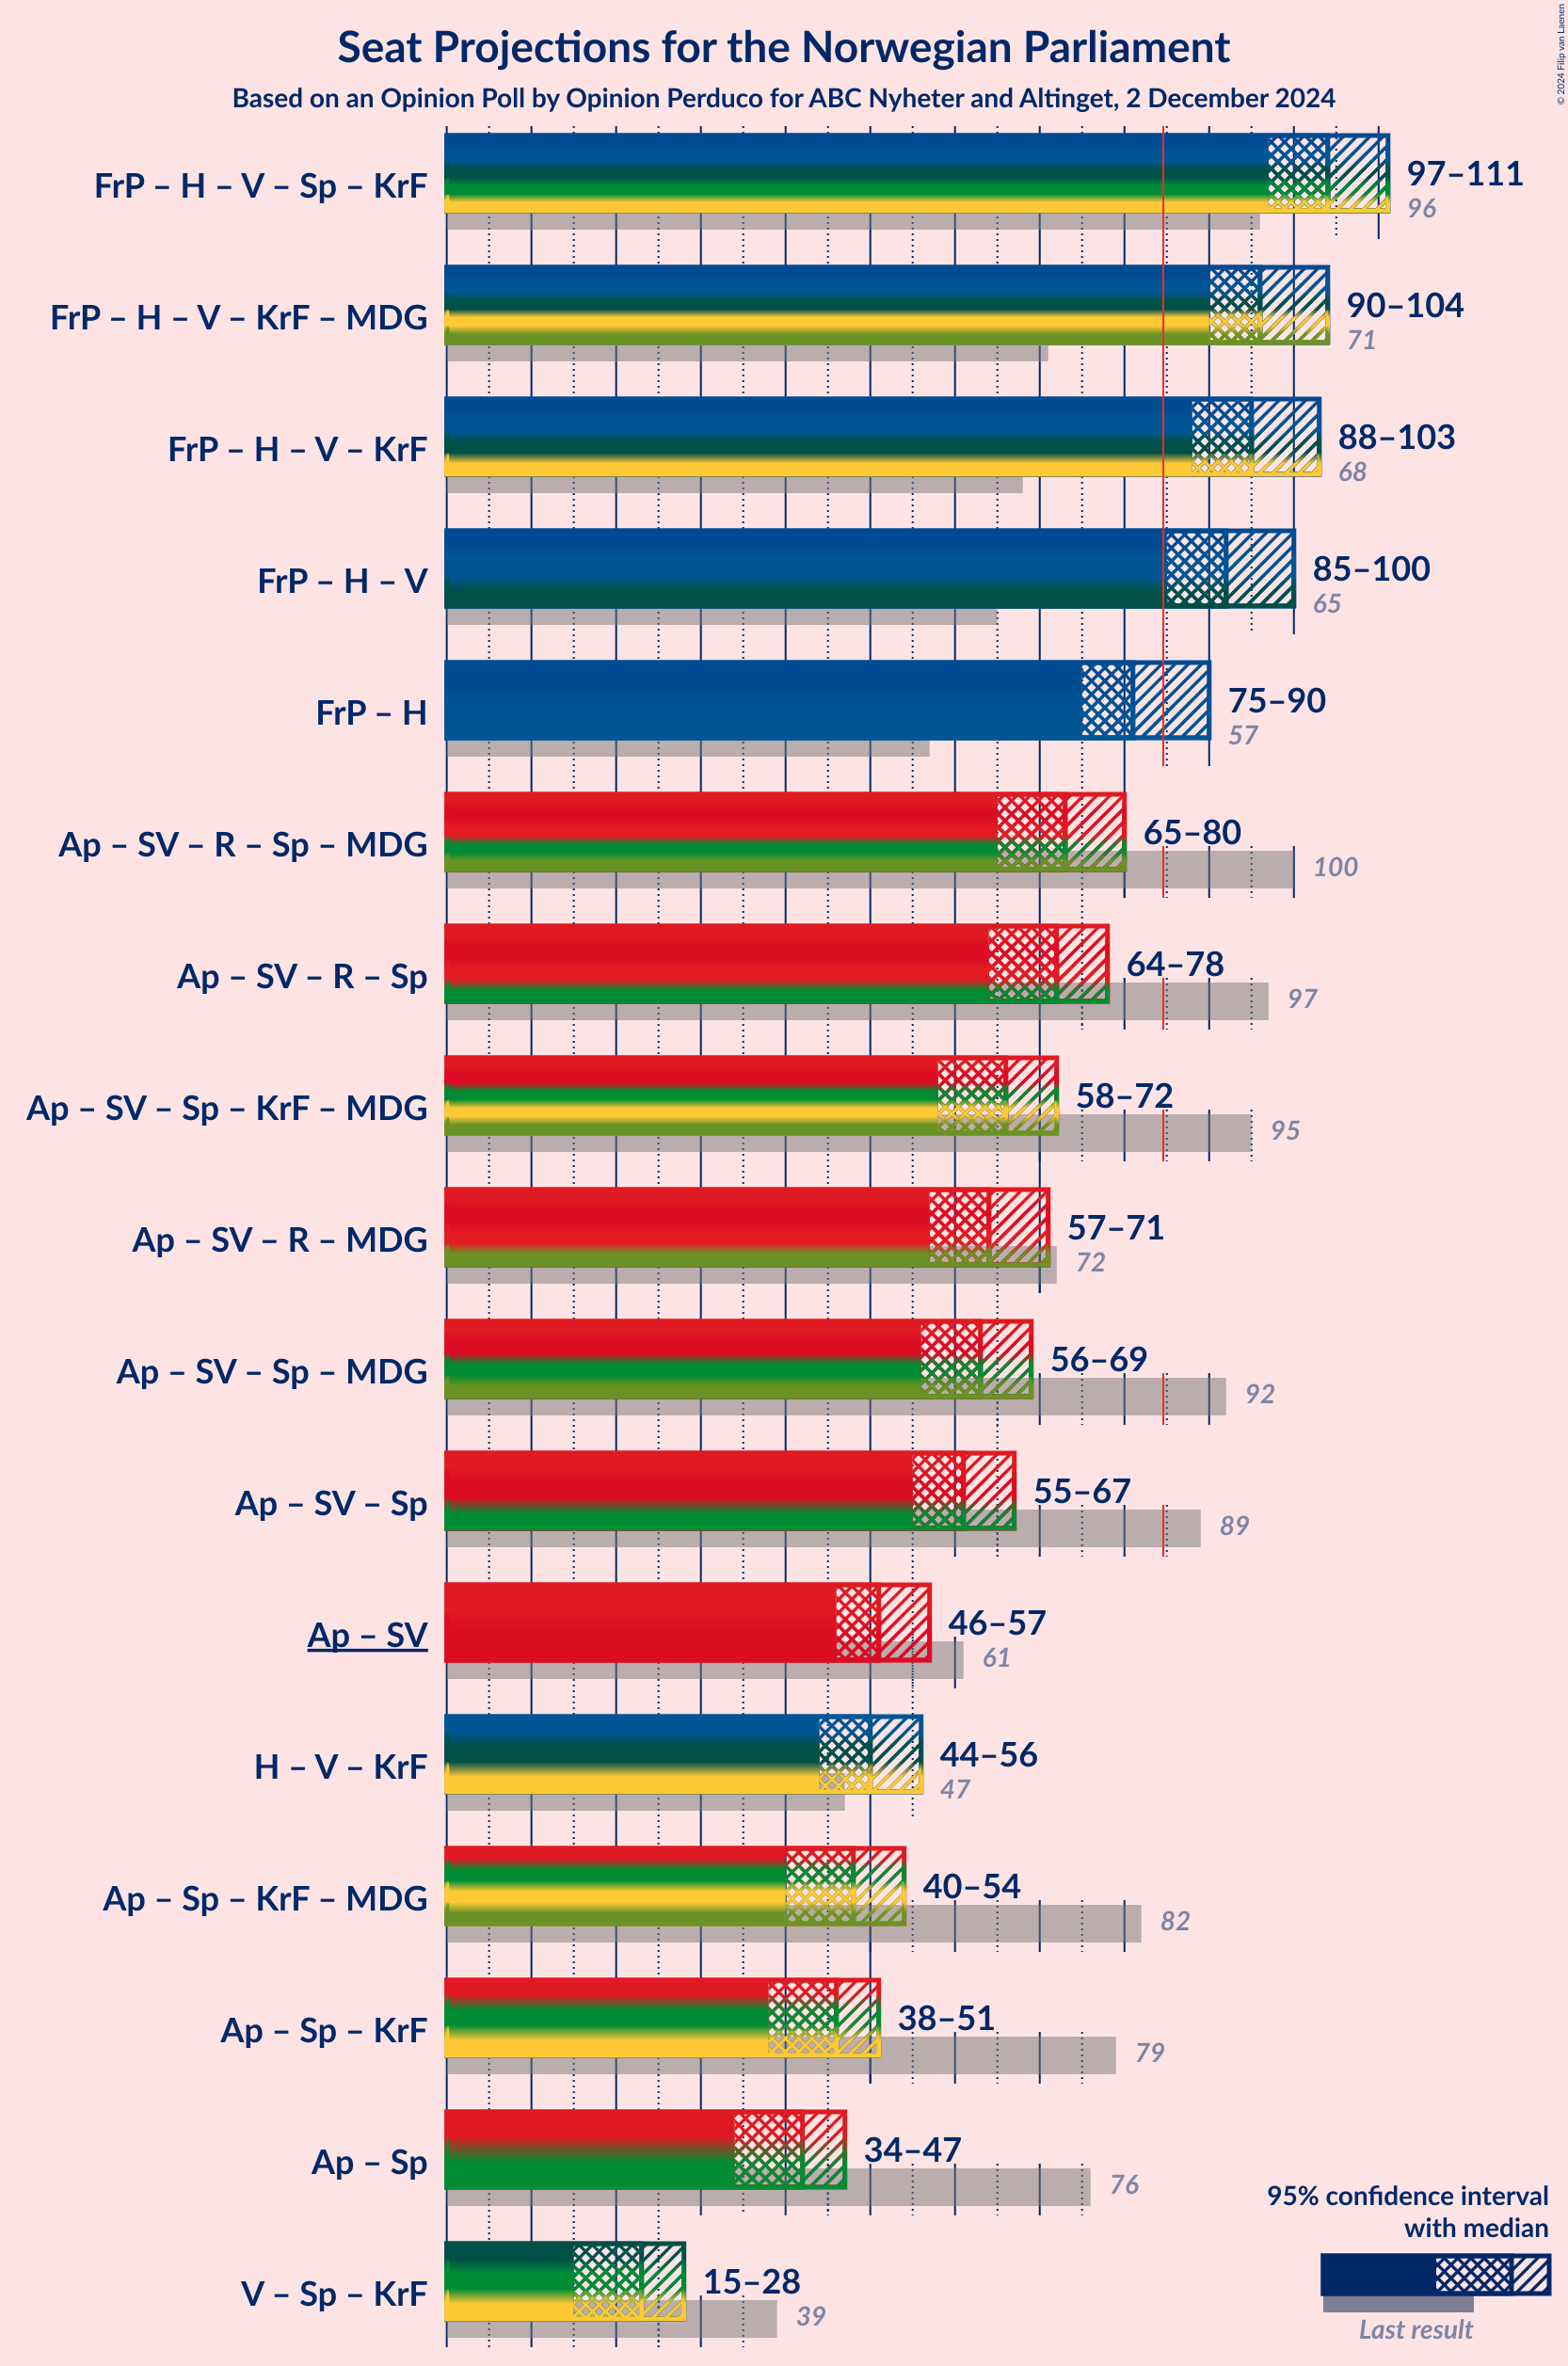 Seat Projections for the Norwegian Parliament
Based on an Opinion Poll by Opinion Perduco for ABC Nyheter and Altinget, 2 December 2024
© 2024 Filip van Laenen
FrP – H – V – Sp – KrF
97–111
96
FrP – H – V – KrF – MDG
90–104
71
FrP – H – V – KrF
88–103
68
FrP – H – V
85–100
65
FrP – H
75–90
57
Ap – SV – R – Sp – MDG
65–80
100
Ap – SV – R – Sp
64–78
97
Ap – SV – Sp – KrF – MDG
58–72
95
Ap – SV – R – MDG
57–71
72
Ap – SV – Sp – MDG
56–69
92
Ap – SV – Sp
55–67
89
Ap – SV
46–57
61
H – V – KrF
44–56
47
Ap – Sp – KrF – MDG
40–54
82
Ap – Sp – KrF
38–51
79
Ap – Sp
34–47
76
V – Sp – KrF
15–28
39
95% confidence interval
with median
Last result